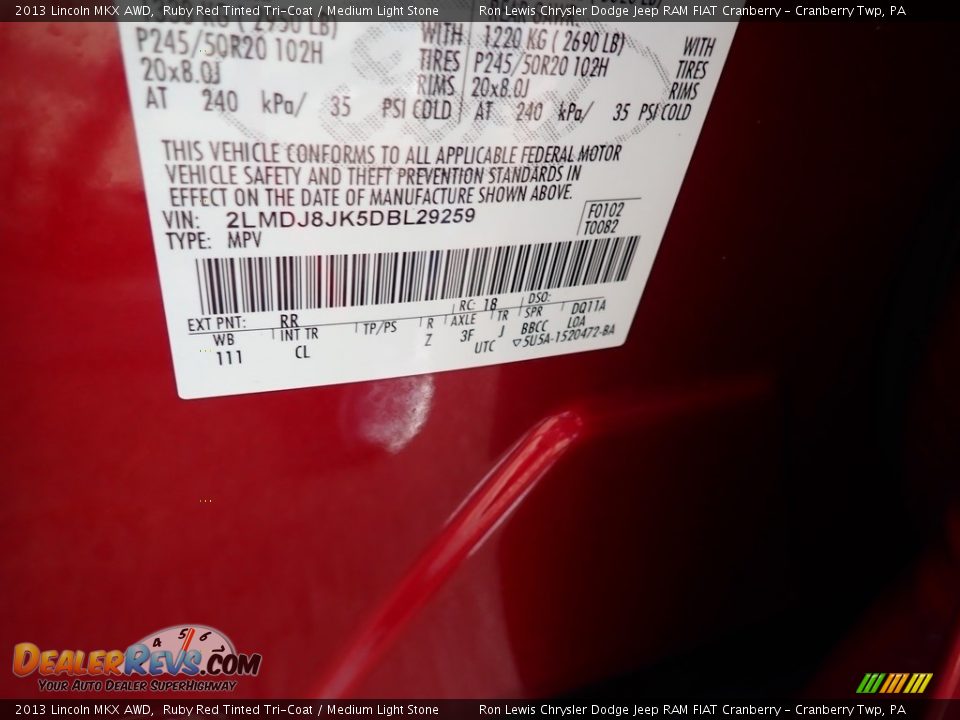 2013 Lincoln MKX AWD, Ruby Red Tinted Tri-Coat / Medium Light Stone Ron Lewis Chrysler Dodge Jeep RAM FIAT Cranberry - Cranberry Twp, PA
KG ( 2950 LB) WITH 1220 KG ( 2690 LB) WITH
P245/50R20 102H TIRES P245/50R20 102H TIRES
20x8.0J RIMS 20x8.0J RIMS
AT 240 kPa/ 35 PSI COLD AT 240 kPa/ 35 PSI COLD
THIS VEHICLE CONFORMS TO ALL APPLICABLE FEDERAL MOTOR
VEHICLE SAFETY AND THEFT PREVENTION STANDARDS IN
EFFECT ON THE DATE OF MANUFACTURE SHOWN ABOVE.
VIN: 2LMDJ8JK5DBL29259 F0102
TYPE: MPV T0082
EXT PNT: RR RC: 18 DSO:
WB INT TR TP/PS R AXLE TR SPR DQ11A
111 CL Z 3F J BBCC LOA
UTC ▽5U5A-1520472-BA
DEALERREVS.COM
YOUR AUTO DEALER SUPERHIGHWAY
4 5 6
2013 Lincoln MKX AWD, Ruby Red Tinted Tri-Coat / Medium Light Stone Ron Lewis Chrysler Dodge Jeep RAM FIAT Cranberry - Cranberry Twp, PA